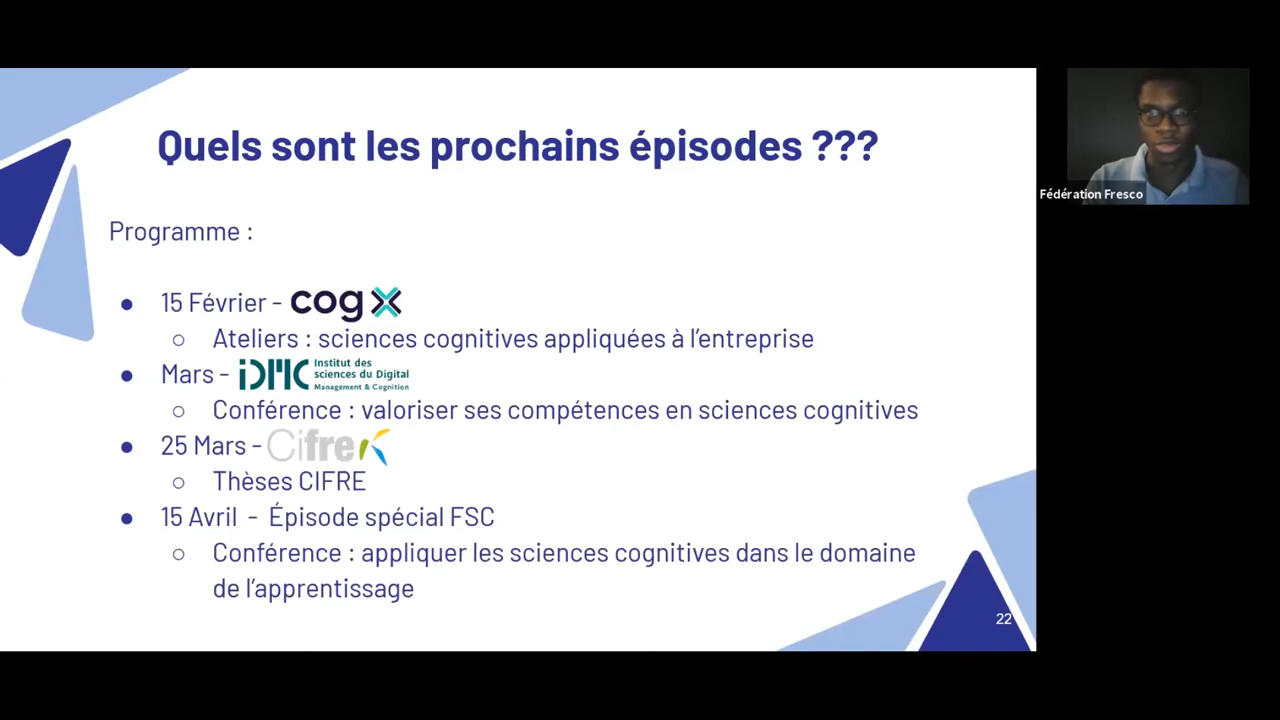 Quels sont les prochains épisodes ???
Fédération Fresco
Programme :
● 15 Février - cogX
○ Ateliers : sciences cognitives appliquées à l'entreprise
● Mars - iDMC Institut des
sciences du Digital
Management & Cognition
○ Conférence : valoriser ses compétences en sciences cognitives
● 25 Mars - Cifre
○ Thèses CIFRE
● 15 Avril - Épisode spécial FSC
○ Conférence : appliquer les sciences cognitives dans le domaine
de l'apprentissage
22